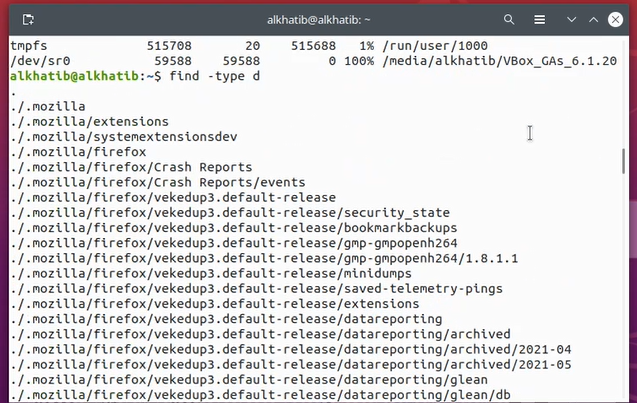 alkhatib@alkhatib: ~
tmpfs 515708 20 515688 1% /run/user/1000
/dev/sr0 59588 59588 0 100% /media/alkhatib/VBox_GAs_6.1.20
alkhatib@alkhatib:~$ find -type d
.
./.mozilla
./.mozilla/extensions
./.mozilla/systemextensionsdev
./.mozilla/firefox
./.mozilla/firefox/Crash Reports
./.mozilla/firefox/Crash Reports/events
./.mozilla/firefox/vekedup3.default-release
./.mozilla/firefox/vekedup3.default-release/security_state
./.mozilla/firefox/vekedup3.default-release/bookmarkbackups
./.mozilla/firefox/vekedup3.default-release/gmp-gmpopenh264
./.mozilla/firefox/vekedup3.default-release/gmp-gmpopenh264/1.8.1.1
./.mozilla/firefox/vekedup3.default-release/minidumps
./.mozilla/firefox/vekedup3.default-release/saved-telemetry-pings
./.mozilla/firefox/vekedup3.default-release/extensions
./.mozilla/firefox/vekedup3.default-release/datareporting
./.mozilla/firefox/vekedup3.default-release/datareporting/archived
./.mozilla/firefox/vekedup3.default-release/datareporting/archived/2021-04
./.mozilla/firefox/vekedup3.default-release/datareporting/archived/2021-05
./.mozilla/firefox/vekedup3.default-release/datareporting/glean
./.mozilla/firefox/vekedup3.default-release/datareporting/glean/db